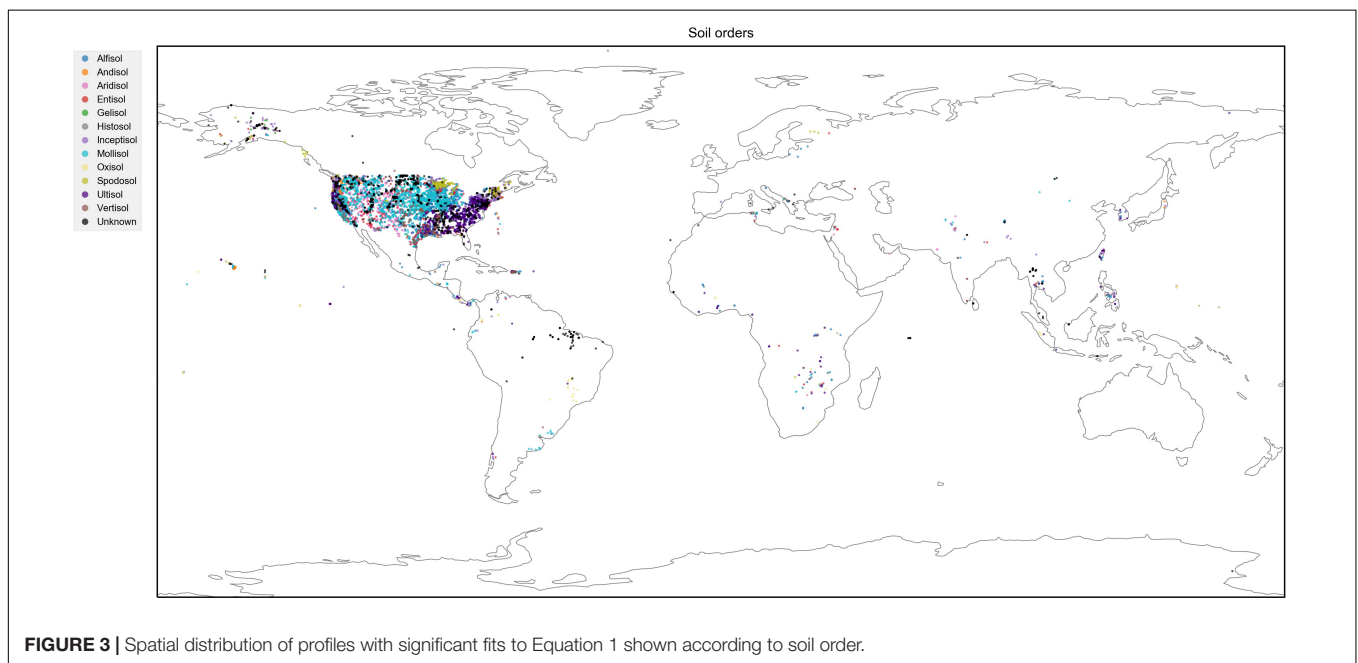 Soil orders
Alfisol
Andisol
Aridisol
Entisol
Gelisol
Histosol
Inceptisol
Mollisol
Oxisol
Spodosol
Ultisol
Vertisol
Unknown
FIGURE 3 | Spatial distribution of profiles with significant fits to Equation 1 shown according to soil order.